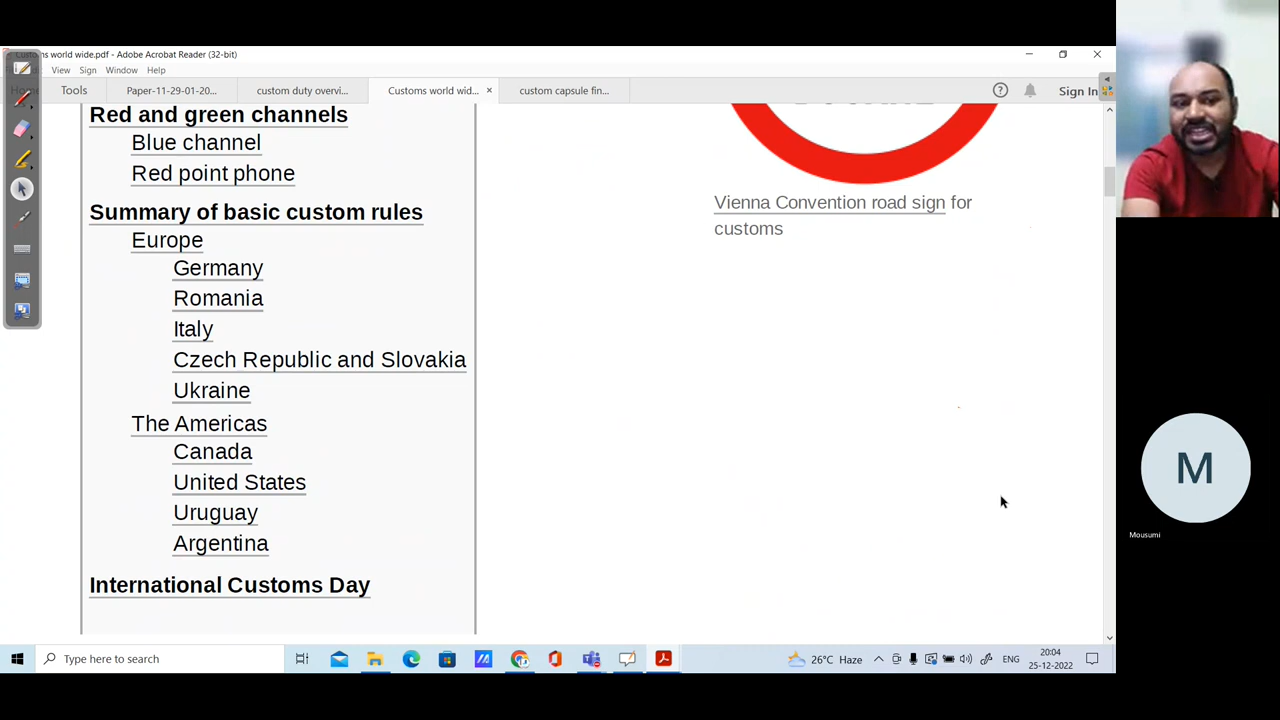 Customs world wide.pdf - Adobe Acrobat Reader (32-bit)
View Sign Window Help
Tools
Paper-11-29-01-20...
custom duty overvi...
Customs world wid...
custom capsule fin...
Sign In
Red and green channels
Blue channel
Red point phone
Summary of basic custom rules
Europe
Germany
Romania
Italy
Czech Republic and Slovakia
Ukraine
The Americas
Canada
United States
Uruguay
Argentina
International Customs Day
Vienna Convention road sign for
customs
M
Mousumi
Type here to search
26°C Haze
ENG
20:04
25-12-2022